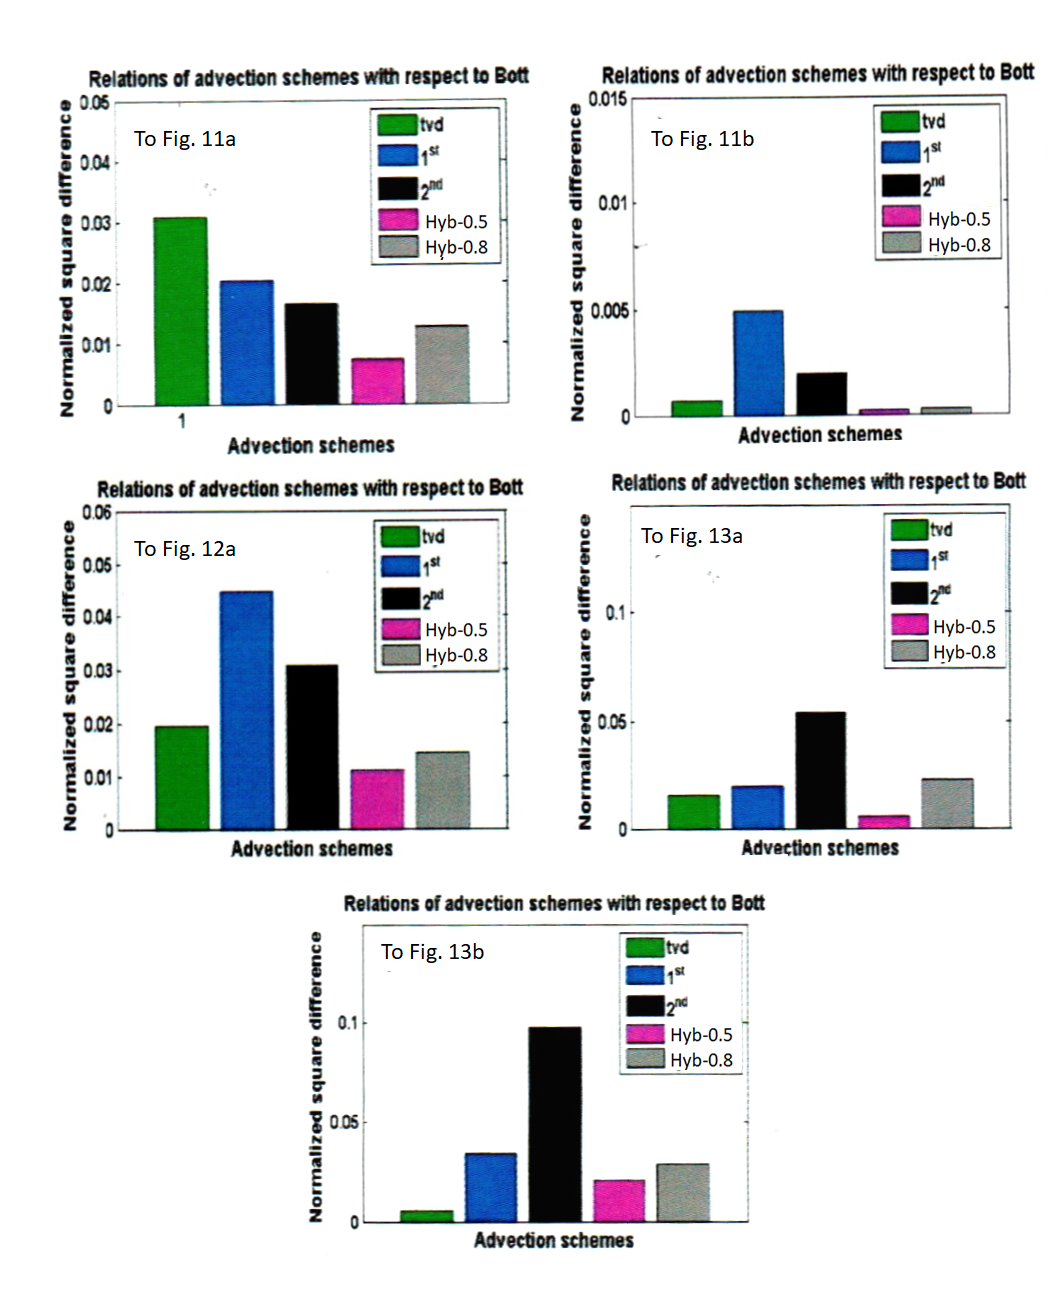 Relations of advection schemes with respect to Bott
Normalized square difference
0.05
0.04
0.03
0.02
0.01
0
To Fig. 11a
tvd
1st
2nd
Hyb-0.5
Hyb-0.8
1
Advection schemes
Relations of advection schemes with respect to Bott
Normalized square difference
0.015
0.01
0.005
0
To Fig. 11b
tvd
1st
2nd
Hyb-0.5
Hyb-0.8
Advection schemes
Relations of advection schemes with respect to Bott
Normalized square difference
0.06
0.05
0.04
0.03
0.02
0.01
0
To Fig. 12a
tvd
1st
2nd
Hyb-0.5
Hyb-0.8
Advection schemes
Relations of advection schemes with respect to Bott
Normalized square difference
0.1
0.05
0
To Fig. 13a
tvd
1st
2nd
Hyb-0.5
Hyb-0.8
Advection schemes
Relations of advection schemes with respect to Bott
Normalized square difference
0.1
0.05
0
To Fig. 13b
tvd
1st
2nd
Hyb-0.5
Hyb-0.8
Advection schemes